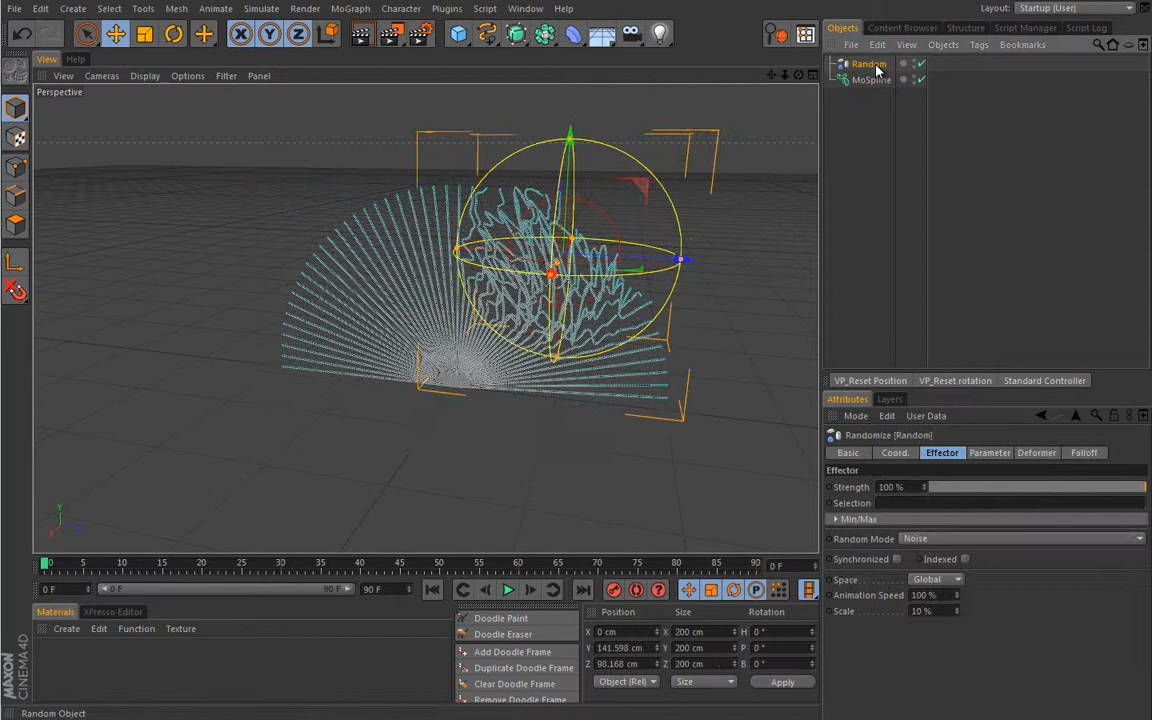 File Edit Create Select Tools Mesh Animate Simulate Render MoGraph Character Plugins Script Window Help Layout: Startup (User)
X Y Z
View Help
View Cameras Display Options Filter Panel
Perspective
Objects Content Browser Structure Script Manager Script Log
File Edit View Objects Tags Bookmarks
Random
MoSpline
VP_Reset Position VP_Reset rotation Standard Controller
Attributes Layers
Mode Edit User Data
Randomize [Random]
Basic Coord. Effector Parameter Deformer Falloff
Effector
Strength 100 %
Selection
Min/Max
Random Mode Noise
Synchronized Indexed
Space Global
Animation Speed 100 %
Scale 10 %
Y
X
0 5 10 15 20 25 30 35 40 45 50 55 60 65 70 75 80 85 90 0 F
0 F 0 F 90 F 90 F
Materials XPresso Editor
Create Edit Function Texture
Doodle Paint
Doodle Eraser
Add Doodle Frame
Duplicate Doodle Frame
Clear Doodle Frame
Remove Doodle Frame
Position Size Rotation
X 0 cm X 200 cm H 0 °
Y 141.598 cm Y 200 cm P 0 °
Z 98.168 cm Z 200 cm B 0 °
Object (Rel) Size Apply
MAXON
CINEMA 4D
Random Object